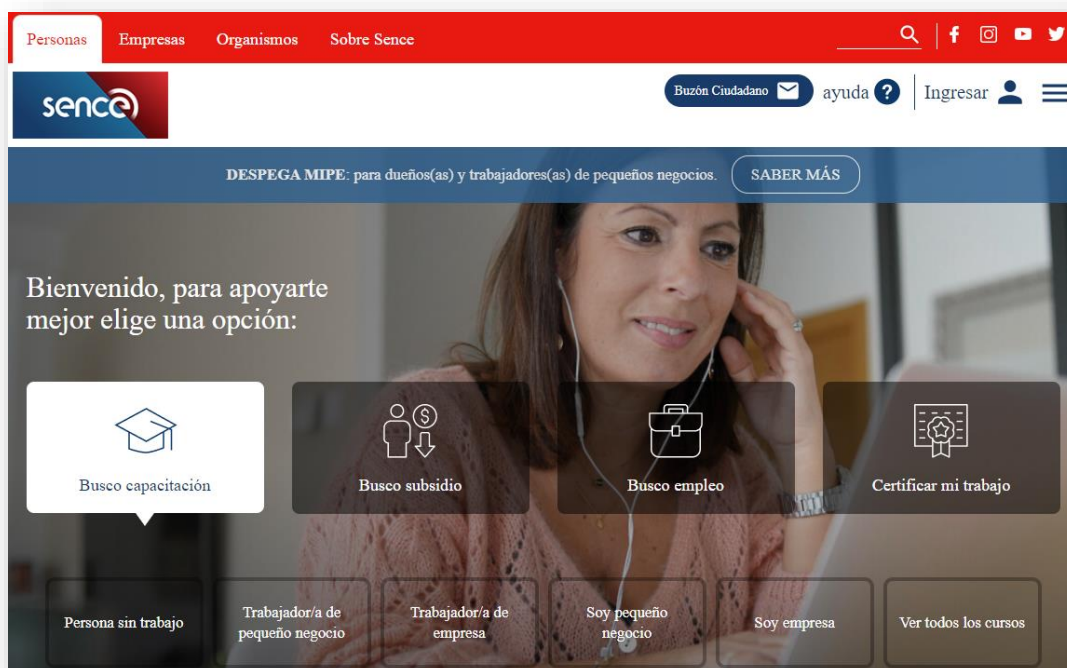 Personas Empresas Organismos Sobre Sence
sence
Buzón Ciudadano ayuda ? Ingresar
DESPEGA MIPE: para dueños(as) y trabajadores(as) de pequeños negocios. SABER MÁS
Bienvenido, para apoyarte
mejor elige una opción:
Busco capacitación
Busco subsidio
Busco empleo
Certificar mi trabajo
Persona sin trabajo
Trabajador/a de
pequeño negocio
Trabajador/a de
empresa
Soy pequeño
negocio
Soy empresa
Ver todos los cursos